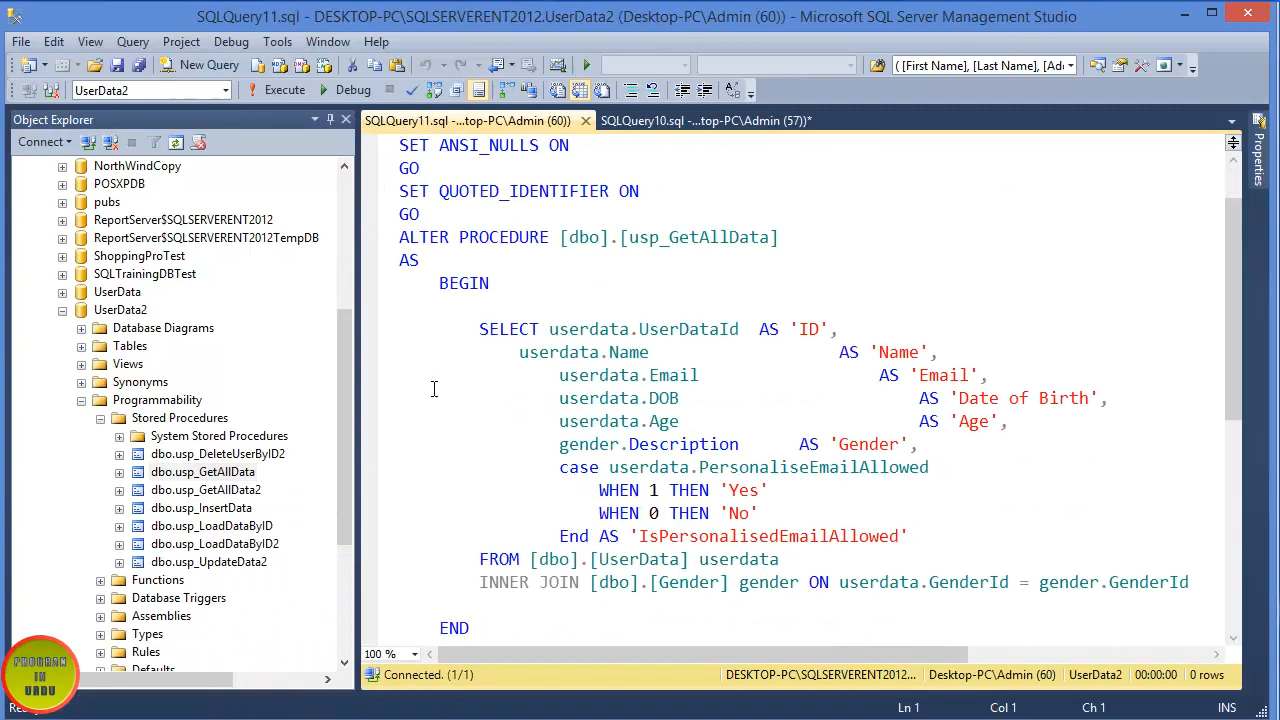 SQLQuery11.sql - DESKTOP-PC\SQLSERVERENT2012.UserData2 (Desktop-PC\Admin (60)) - Microsoft SQL Server Management Studio
File Edit View Query Project Debug Tools Window Help
New Query
( [First Name], [Last Name], [Ad
UserData2
Execute
Debug
Object Explorer
Connect
NorthWindCopy
POSXPDB
pubs
ReportServer$SQLSERVERENT2012
ReportServer$SQLSERVERENT2012TempDB
ShoppingProTest
SQLTrainingDBTest
UserData
UserData2
Database Diagrams
Tables
Views
Synonyms
Programmability
Stored Procedures
System Stored Procedures
dbo.usp_DeleteUserByID2
dbo.usp_GetAllData
dbo.usp_GetAllData2
dbo.usp_InsertData
dbo.usp_LoadDataByID
dbo.usp_LoadDataByID2
dbo.usp_UpdateData2
Functions
Database Triggers
Assemblies
Types
Rules
Defaults
SQLQuery11.sql -...top-PC\Admin (60))
SQLQuery10.sql -...top-PC\Admin (57))*
SET ANSI_NULLS ON
GO
SET QUOTED_IDENTIFIER ON
GO
ALTER PROCEDURE [dbo].[usp_GetAllData]
AS
BEGIN
SELECT userdata.UserDataId AS 'ID',
userdata.Name AS 'Name',
userdata.Email AS 'Email',
userdata.DOB AS 'Date of Birth',
userdata.Age AS 'Age',
gender.Description AS 'Gender',
case userdata.PersonaliseEmailAllowed
WHEN 1 THEN 'Yes'
WHEN 0 THEN 'No'
End AS 'IsPersonalisedEmailAllowed'
FROM [dbo].[UserData] userdata
INNER JOIN [dbo].[Gender] gender ON userdata.GenderId = gender.GenderId
END
Properties
100 %
Connected. (1/1)
DESKTOP-PC\SQLSERVERENT2012...
Desktop-PC\Admin (60)
UserData2
00:00:00
0 rows
Ln 1
Col 1
Ch 1
INS
PROGRAM
IN
URDU